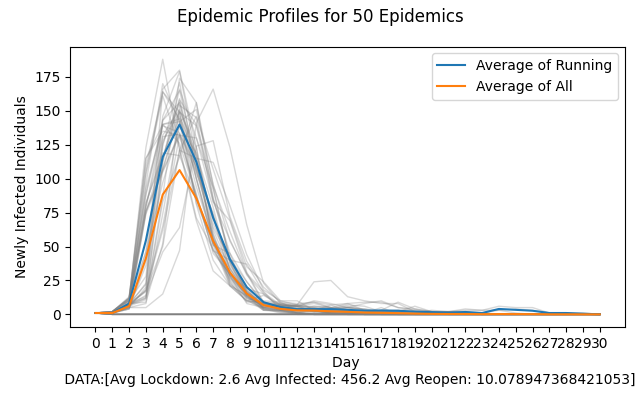 Epidemic Profiles for 50 Epidemics
Average of Running
Average of All
Newly Infected Individuals
175
150
125
100
75
50
25
0
0 1 2 3 4 5 6 7 8 9 10 11 12 13 14 15 16 17 18 19 20 21 22 23 24 25 26 27 28 29 30
Day
DATA:[Avg Lockdown: 2.6 Avg Infected: 456.2 Avg Reopen: 10.078947368421053]